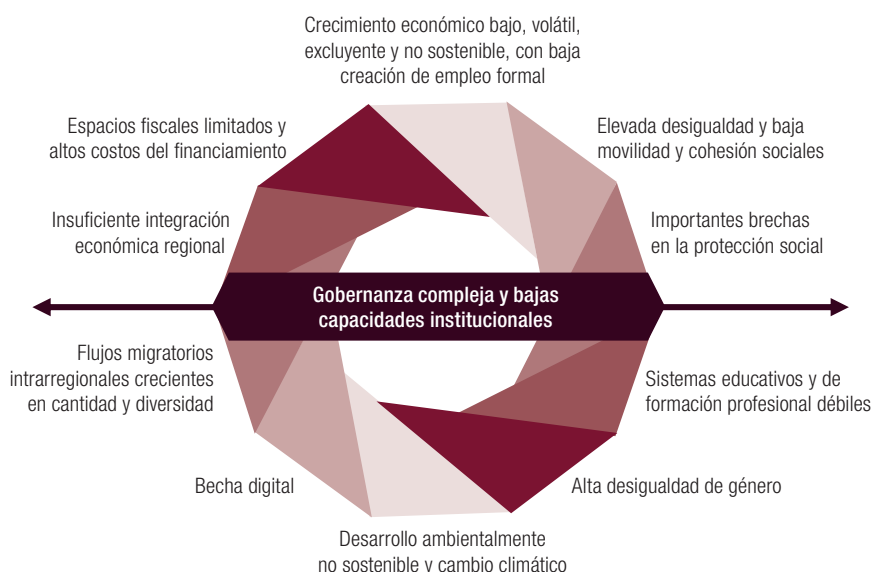 Crecimiento económico bajo, volátil,
excluyente y no sostenible, con baja
creación de empleo formal
Espacios fiscales limitados y
altos costos del financiamiento
Elevada desigualdad y baja
movilidad y cohesión sociales
Insuficiente integración
económica regional
Importantes brechas
en la protección social
Gobernanza compleja y bajas
capacidades institucionales
Flujos migratorios
intrarregionales crecientes
en cantidad y diversidad
Sistemas educativos y de
formación profesional débiles
Becha digital
Alta desigualdad de género
Desarrollo ambientalmente
no sostenible y cambio climático